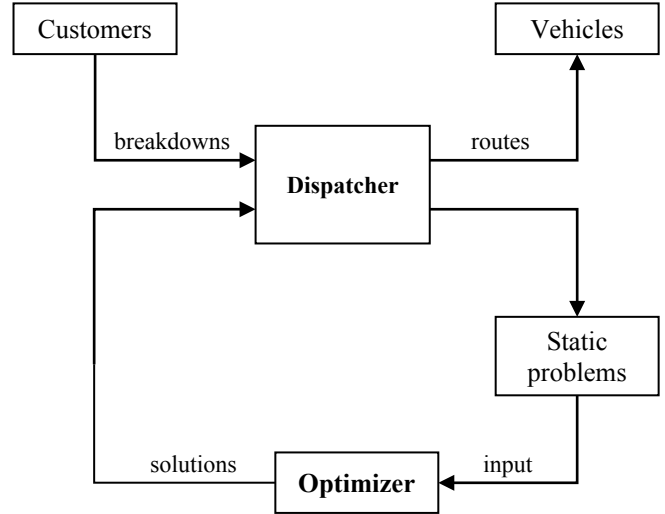 Customers
Vehicles
breakdowns
routes
Dispatcher
Static
problems
solutions
Optimizer
input